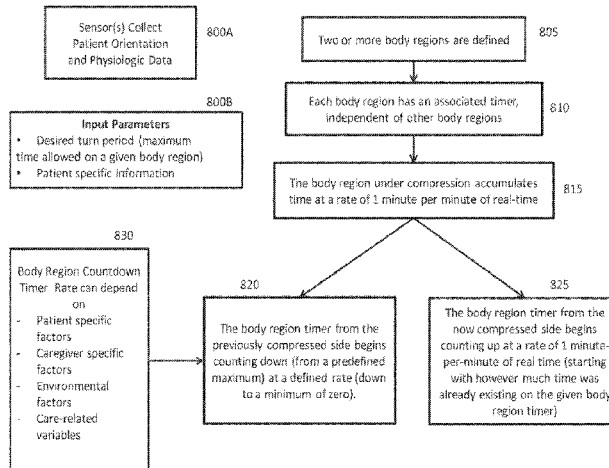 Sensor(s) Collect
Patient Orientation
and Physiologic Data
800A
800B
Input Parameters
• Desired turn period (maximum
time allowed on a given body region)
• Patient specific information
Two or more body regions are defined
805
Each body region has an associated timer,
independent of other body regions
810
The body region under compression accumulates
time at a rate of 1 minute per minute of real-time
815
830
Body Region Countdown
Timer Rate can depend
on
- Patient specific
factors
- Caregiver specific
factors
- Environmental
factors
- Care-related
variables
820
The body region timer from the
previously compressed side begins
counting down (from a predefined
maximum) at a defined rate (down
to a minimum of zero).
825
The body region timer from the
now compressed side begins
counting up at a rate of 1 minute-
per-minute of real time (starting
with however much time was
already existing on the given body
region timer)